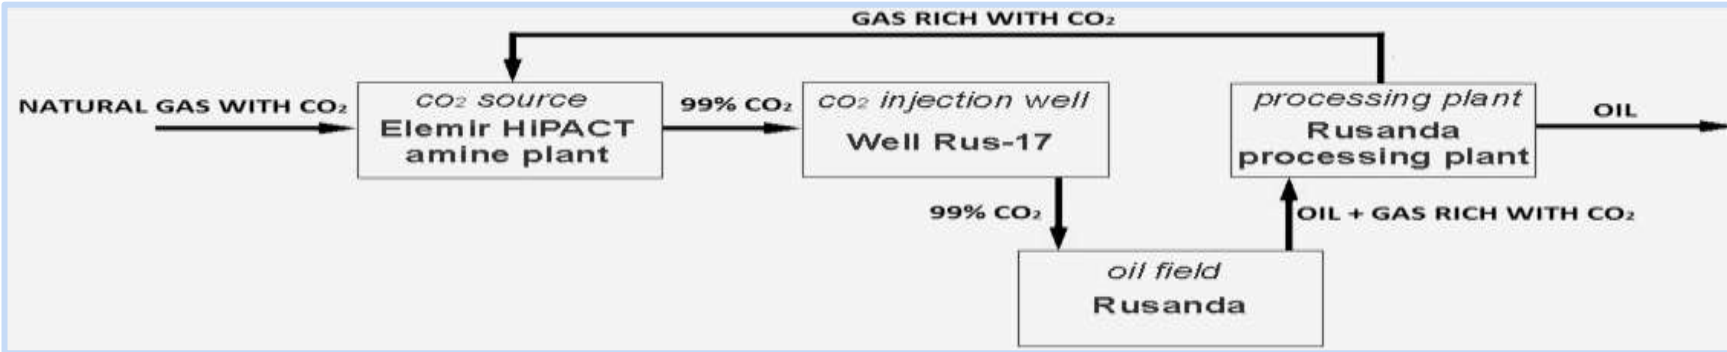 GAS RICH WITH CO₂
NATURAL GAS WITH CO₂
co₂ source
Elemir HiPACT
amine plant
99% CO₂
co₂ injection well
Well Rus-17
processing plant
Rusanda
processing plant
OIL
99% CO₂
OIL + GAS RICH WITH CO₂
oil field
Rusanda